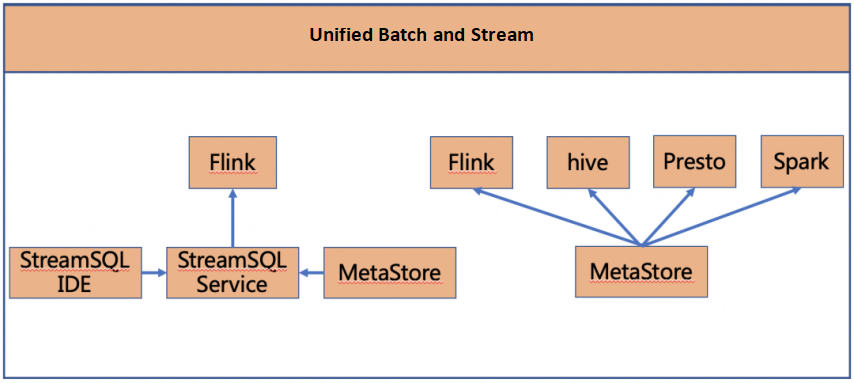 Unified Batch and Stream
Flink
Flink
hive
Presto
Spark
StreamSQL
IDE
StreamSQL
Service
MetaStore
MetaStore